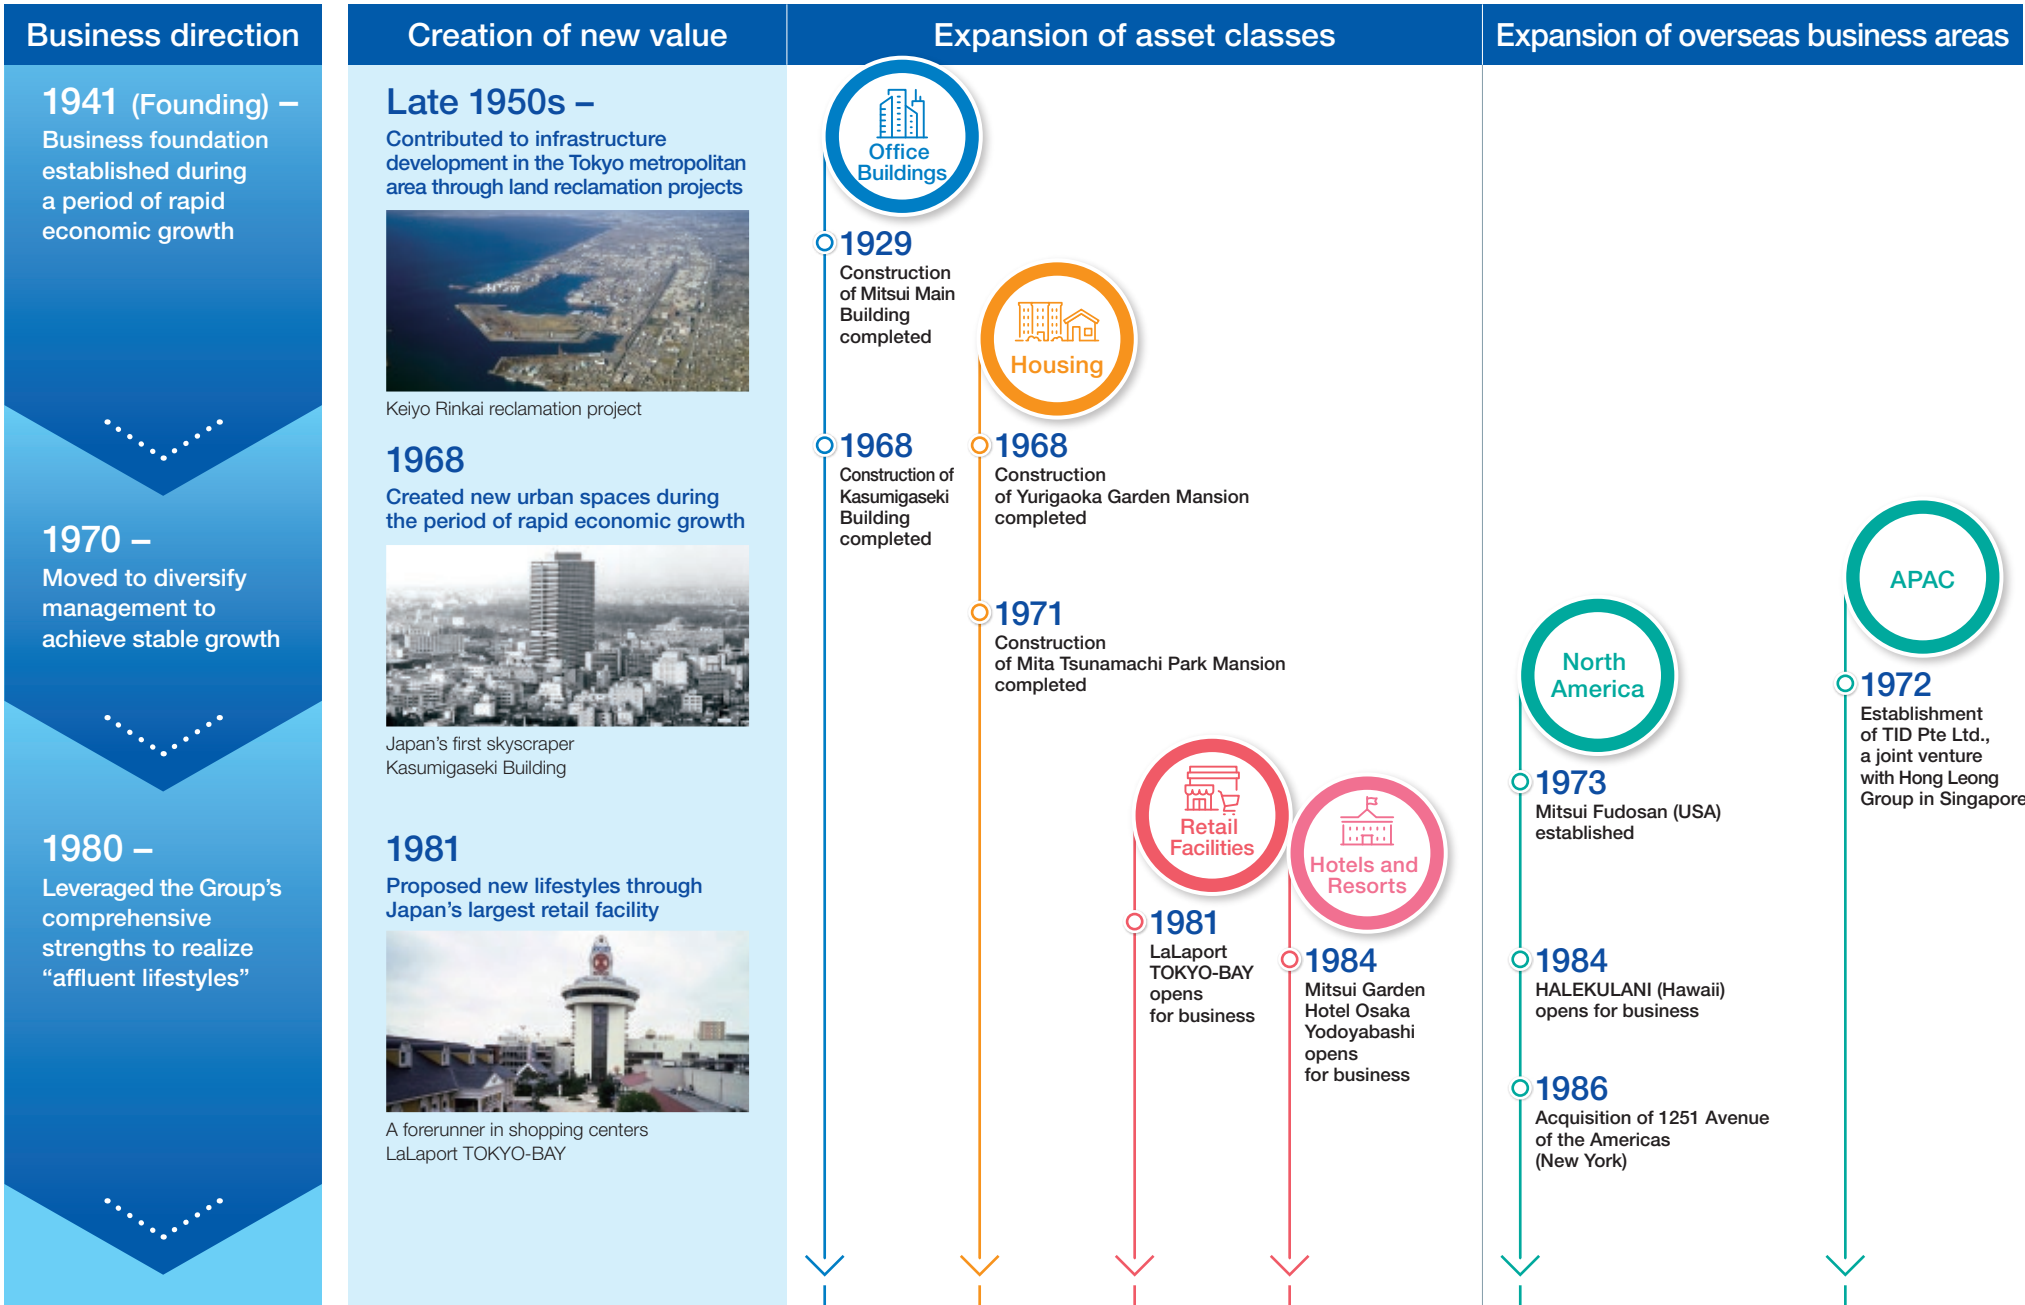 Business direction
1941 (Founding) –
Business foundation
established during
a period of rapid
economic growth
1970 –
Moved to diversify
management to
achieve stable growth
1980 –
Leveraged the Group’s
comprehensive
strengths to realize
“affluent lifestyles”
Creation of new value
Late 1950s –
Contributed to infrastructure
development in the Tokyo metropolitan
area through land reclamation projects
Keiyo Rinkai reclamation project
1968
Created new urban spaces during
the period of rapid economic growth
Japan’s first skyscraper
Kasumigaseki Building
1981
Proposed new lifestyles through
Japan’s largest retail facility
A forerunner in shopping centers
LaLaport TOKYO-BAY
Expansion of asset classes
Office
Buildings
1929
Construction
of Mitsui Main
Building
completed
1968
Construction of
Kasumigaseki
Building
completed
Housing
1968
Construction
of Yurigaoka Garden Mansion
completed
1971
Construction
of Mita Tsunamachi Park Mansion
completed
Retail
Facilities
1981
LaLaport
TOKYO-BAY
opens
for business
Hotels and
Resorts
1984
Mitsui Garden
Hotel Osaka
Yodoyabashi
opens
for business
Expansion of overseas business areas
North
America
1973
Mitsui Fudosan (USA)
established
1984
HALEKULANI (Hawaii)
opens for business
1986
Acquisition of 1251 Avenue
of the Americas
(New York)
APAC
1972
Establishment
of TID Pte Ltd.,
a joint venture
with Hong Leong
Group in Singapore